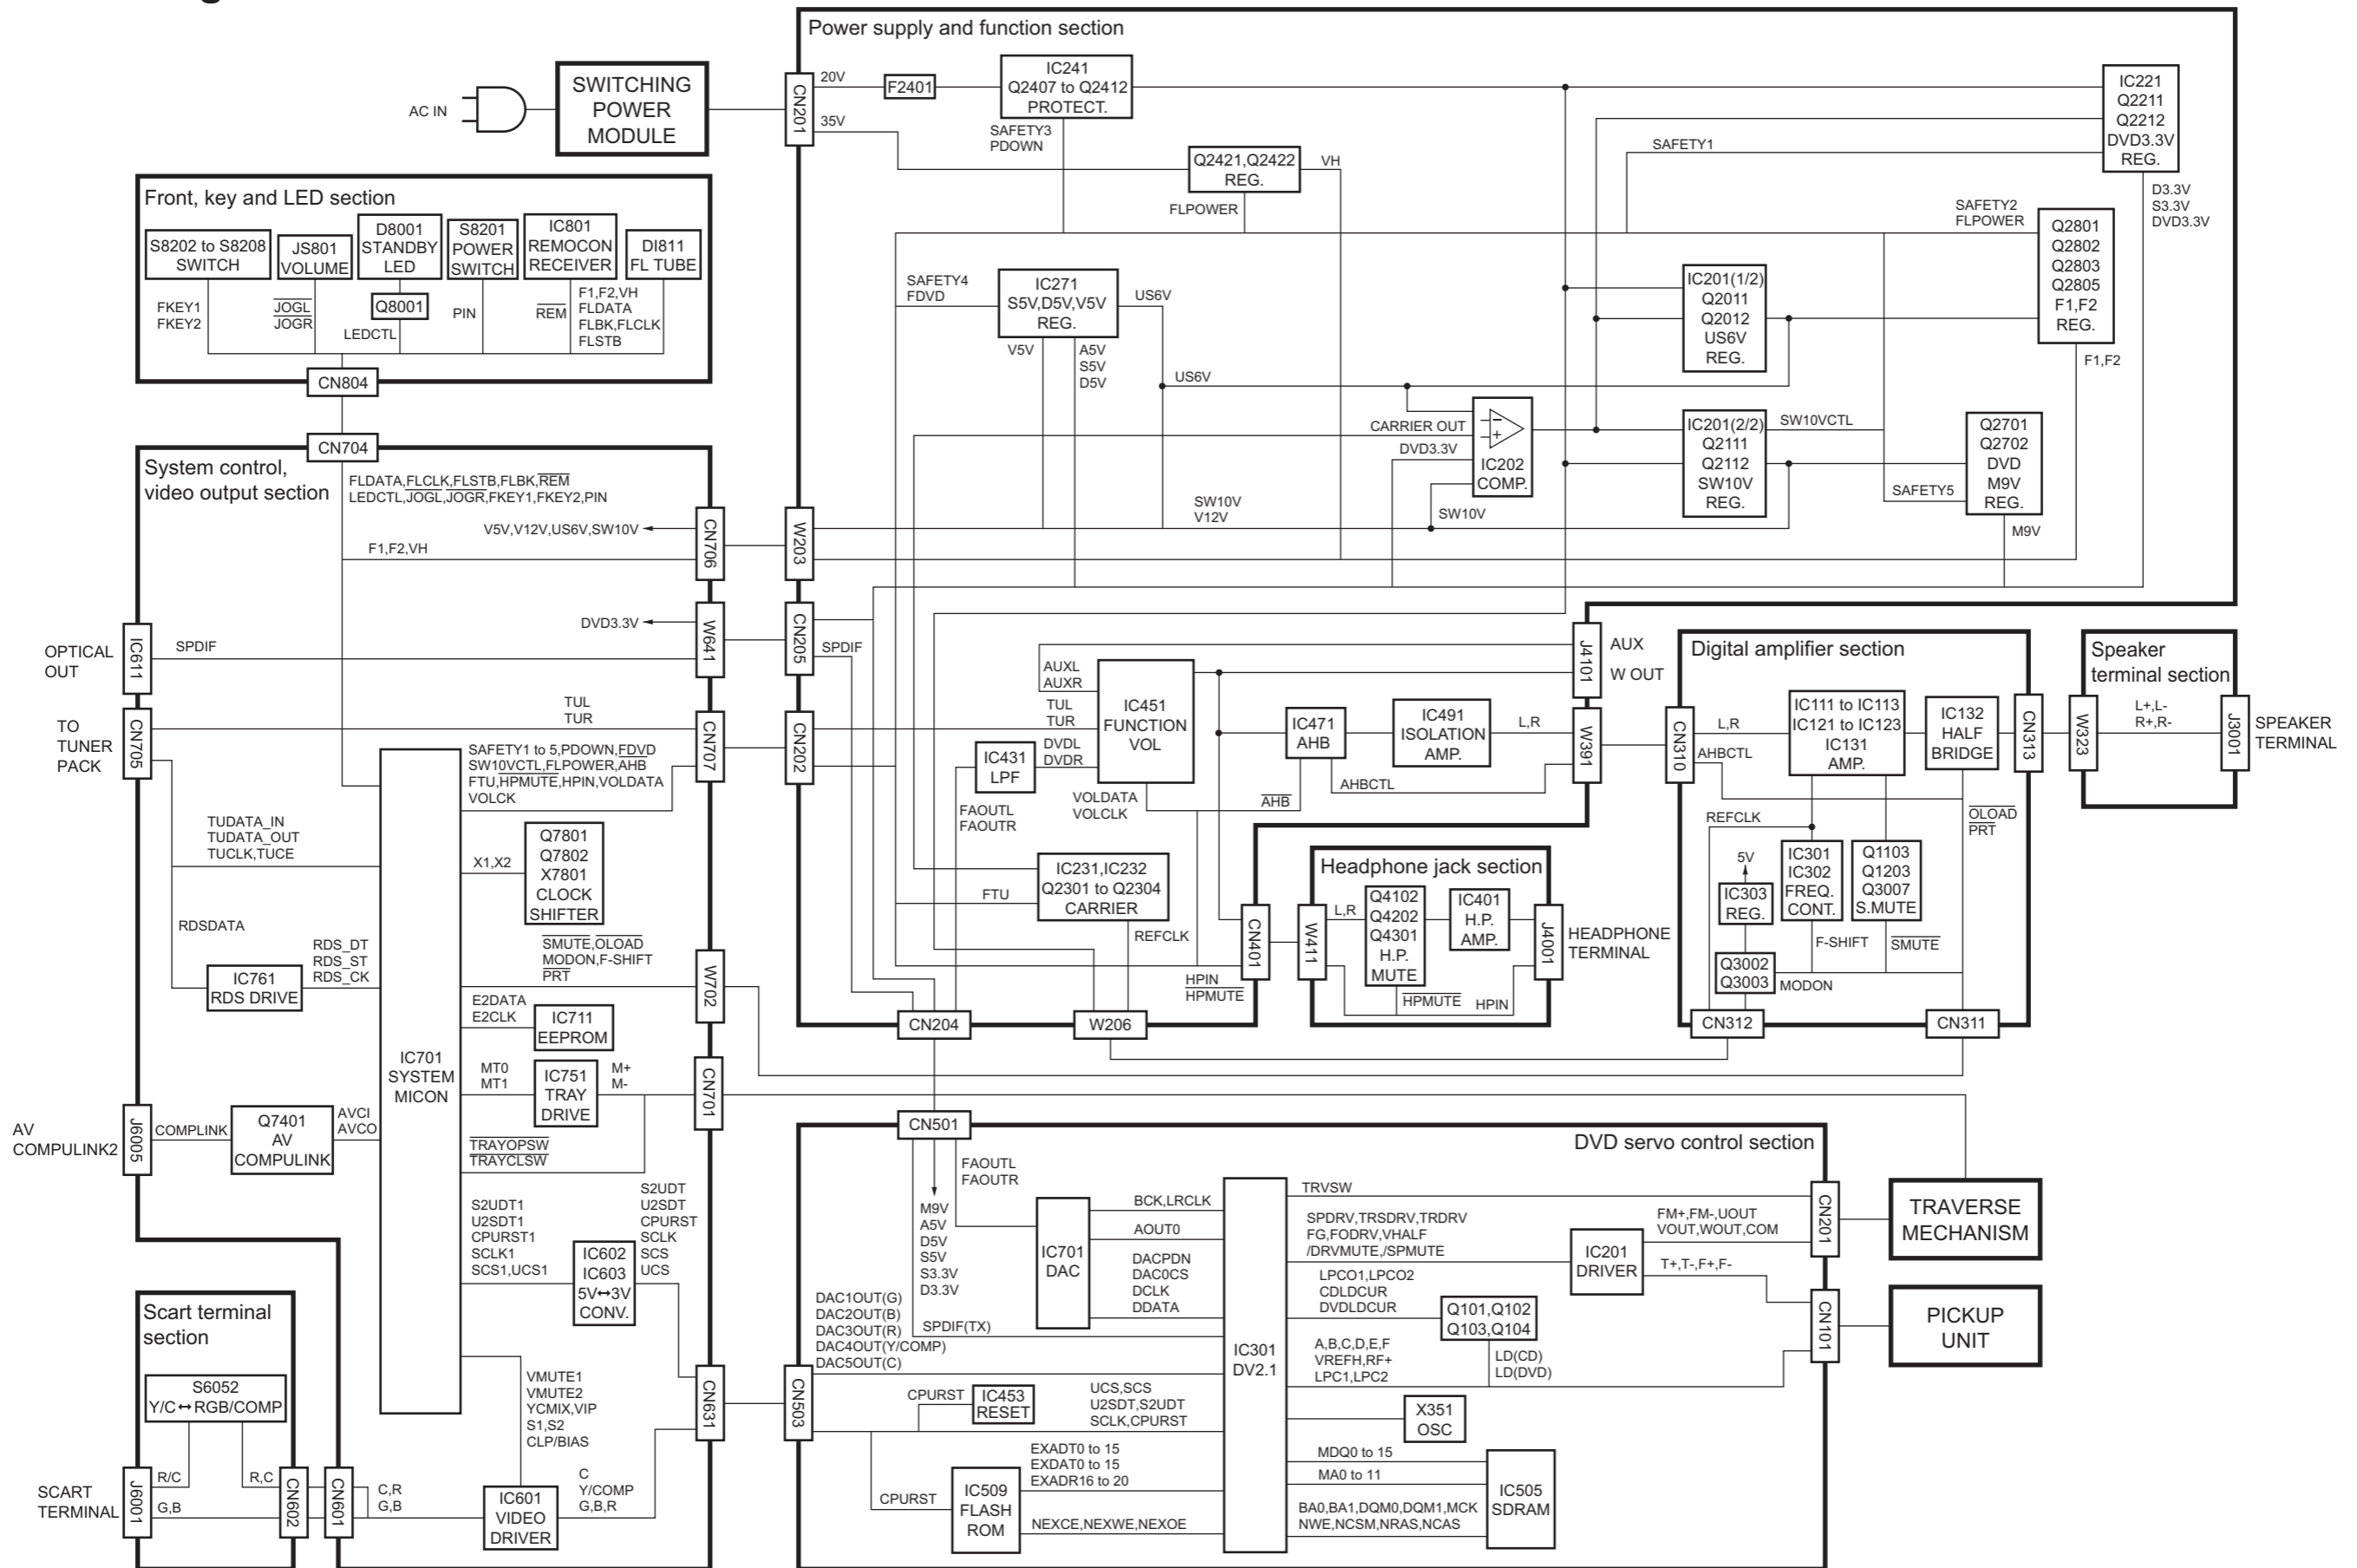 Power supply and function section
SWITCHING
POWER
MODULE
AC IN
CN201
20V
35V
F2401
IC241
Q2407 to Q2412
PROTECT.
SAFETY3
PDOWN
Q2421,Q2422
REG.
VH
FLPOWER
SAFETY1
IC221
Q2211
Q2212
DVD3.3V
REG.
D3.3V
S3.3V
DVD3.3V
SAFETY2
FLPOWER
Q2801
Q2802
Q2803
Q2805
F1,F2
REG.
F1,F2
SAFETY4
FDVD
IC271
S5V,D5V,V5V
REG.
US6V
V5V
A5V
S5V
D5V
US6V
IC201(1/2)
Q2011
Q2012
US6V
REG.
CARRIER OUT
DVD3.3V
IC202
COMP.
SW10V
IC201(2/2)
Q2111
Q2112
SW10V
REG.
SW10VCTL
SAFETY5
Q2701
Q2702
DVD
M9V
REG.
M9V
SW10V
V12V
W203
CN205
SPDIF
CN202
AUXL
AUXR
TUL
TUR
DVDL
DVDR
IC451
FUNCTION
VOL
IC431
LPF
FAOUTL
FAOUTR
VOLDATA
VOLCLK
AHB
IC471
AHB
IC491
ISOLATION
AMP.
L,R
AHBCTL
J4101
AUX
W OUT
W391
IC231,IC232
Q2301 to Q2304
CARRIER
FTU
REFCLK
CN401
HPIN
HPMUTE
CN204
W206
Headphone jack section
W411
L,R
Q4102
Q4202
Q4301
H.P.
MUTE
IC401
H.P.
AMP.
HPMUTE
HPIN
J4001
HEADPHONE
TERMINAL
Digital amplifier section
CN310
L,R
AHBCTL
IC111 to IC113
IC121 to IC123
IC131
AMP.
IC132
HALF
BRIDGE
CN313
REFCLK
OLOAD
PRT
5V
IC303
REG.
IC301
IC302
FREQ.
CONT.
Q1103
Q1203
Q3007
S.MUTE
F-SHIFT
SMUTE
Q3002
Q3003
MODON
CN312
CN311
Speaker
terminal section
W323
L+,L-
R+,R-
J3001
SPEAKER
TERMINAL
Front, key and LED section
S8202 to S8208
SWITCH
JS801
VOLUME
D8001
STANDBY
LED
S8201
POWER
SWITCH
IC801
REMOCON
RECEIVER
DI811
FL TUBE
FKEY1
FKEY2
JOGL
JOGR
Q8001
LEDCTL
PIN
REM
F1,F2,VH
FLDATA
FLBK,FLCLK
FLSTB
CN804
CN704
System control,
video output section
FLDATA,FLCLK,FLSTB,FLBK,REM
LEDCTL,JOGL,JOGR,FKEY1,FKEY2,PIN
V5V,V12V,US6V,SW10V
F1,F2,VH
CN706
DVD3.3V
W641
OPTICAL
OUT
IC611
SPDIF
TO
TUNER
PACK
CN705
TUL
TUR
CN707
SAFETY1 to 5,PDOWN,FDVD
SW10VCTL,FLPOWER,AHB
FTU,HPMUTE,HPIN,VOLDATA
VOLCK
TUDATA_IN
TUDATA_OUT
TUCLK,TUCE
X1,X2
Q7801
Q7802
X7801
CLOCK
SHIFTER
RDSDATA
IC761
RDS DRIVE
RDS_DT
RDS_ST
RDS_CK
SMUTE,OLOAD
MODON,F-SHIFT
PRT
W702
E2DATA
E2CLK
IC711
EEPROM
IC701
SYSTEM
MICON
MT0
MT1
IC751
TRAY
DRIVE
M+
M-
CN701
TRAYOPSW
TRAYCLSW
AV
COMPULINK2
J6005
COMPLINK
Q7401
AV
COMPULINK
AVCI
AVCO
S2UDT1
U2SDT1
CPURST1
SCLK1
SCS1,UCS1
IC602
IC603
5V↔3V
CONV.
S2UDT
U2SDT
CPURST
SCLK
SCS
UCS
VMUTE1
VMUTE2
YCMIX,VIP
S1,S2
CLP/BIAS
CN631
IC601
VIDEO
DRIVER
C
Y/COMP
G,B,R
C,R
G,B
CN601
Scart terminal
section
S6052
Y/C↔RGB/COMP
R/C
R,C
G,B
SCART
TERMINAL
J6001
CN602
CN501
DVD servo control section
FAOUTL
FAOUTR
M9V
A5V
D5V
S5V
S3.3V
D3.3V
IC701
DAC
BCK,LRCLK
AOUT0
DACPDN
DAC0CS
DCLK
DDATA
DAC1OUT(G)
DAC2OUT(B)
DAC3OUT(R)
DAC4OUT(Y/COMP)
DAC5OUT(C)
SPDIF(TX)
CN503
CPURST
IC453
RESET
UCS,SCS
U2SDT,S2UDT
SCLK,CPURST
CPURST
IC509
FLASH
ROM
EXADT0 to 15
EXDAT0 to 15
EXADR16 to 20
NEXCE,NEXWE,NEXOE
IC301
DV2.1
TRVSW
SPDRV,TRSDRV,TRDRV
FG,FODRV,VHALF
/DRVMUTE,/SPMUTE
IC201
DRIVER
FM+,FM-,UOUT
VOUT,WOUT,COM
T+,T-,F+,F-
LPCO1,LPCO2
CDLDCUR
DVDLDCUR
Q101,Q102
Q103,Q104
A,B,C,D,E,F
VREFH,RF+
LPC1,LPC2
LD(CD)
LD(DVD)
X351
OSC
MDQ0 to 15
MA0 to 11
BA0,BA1,DQM0,DQM1,MCK
NWE,NCSM,NRAS,NCAS
IC505
SDRAM
CN201
CN101
TRAVERSE
MECHANISM
PICKUP
UNIT